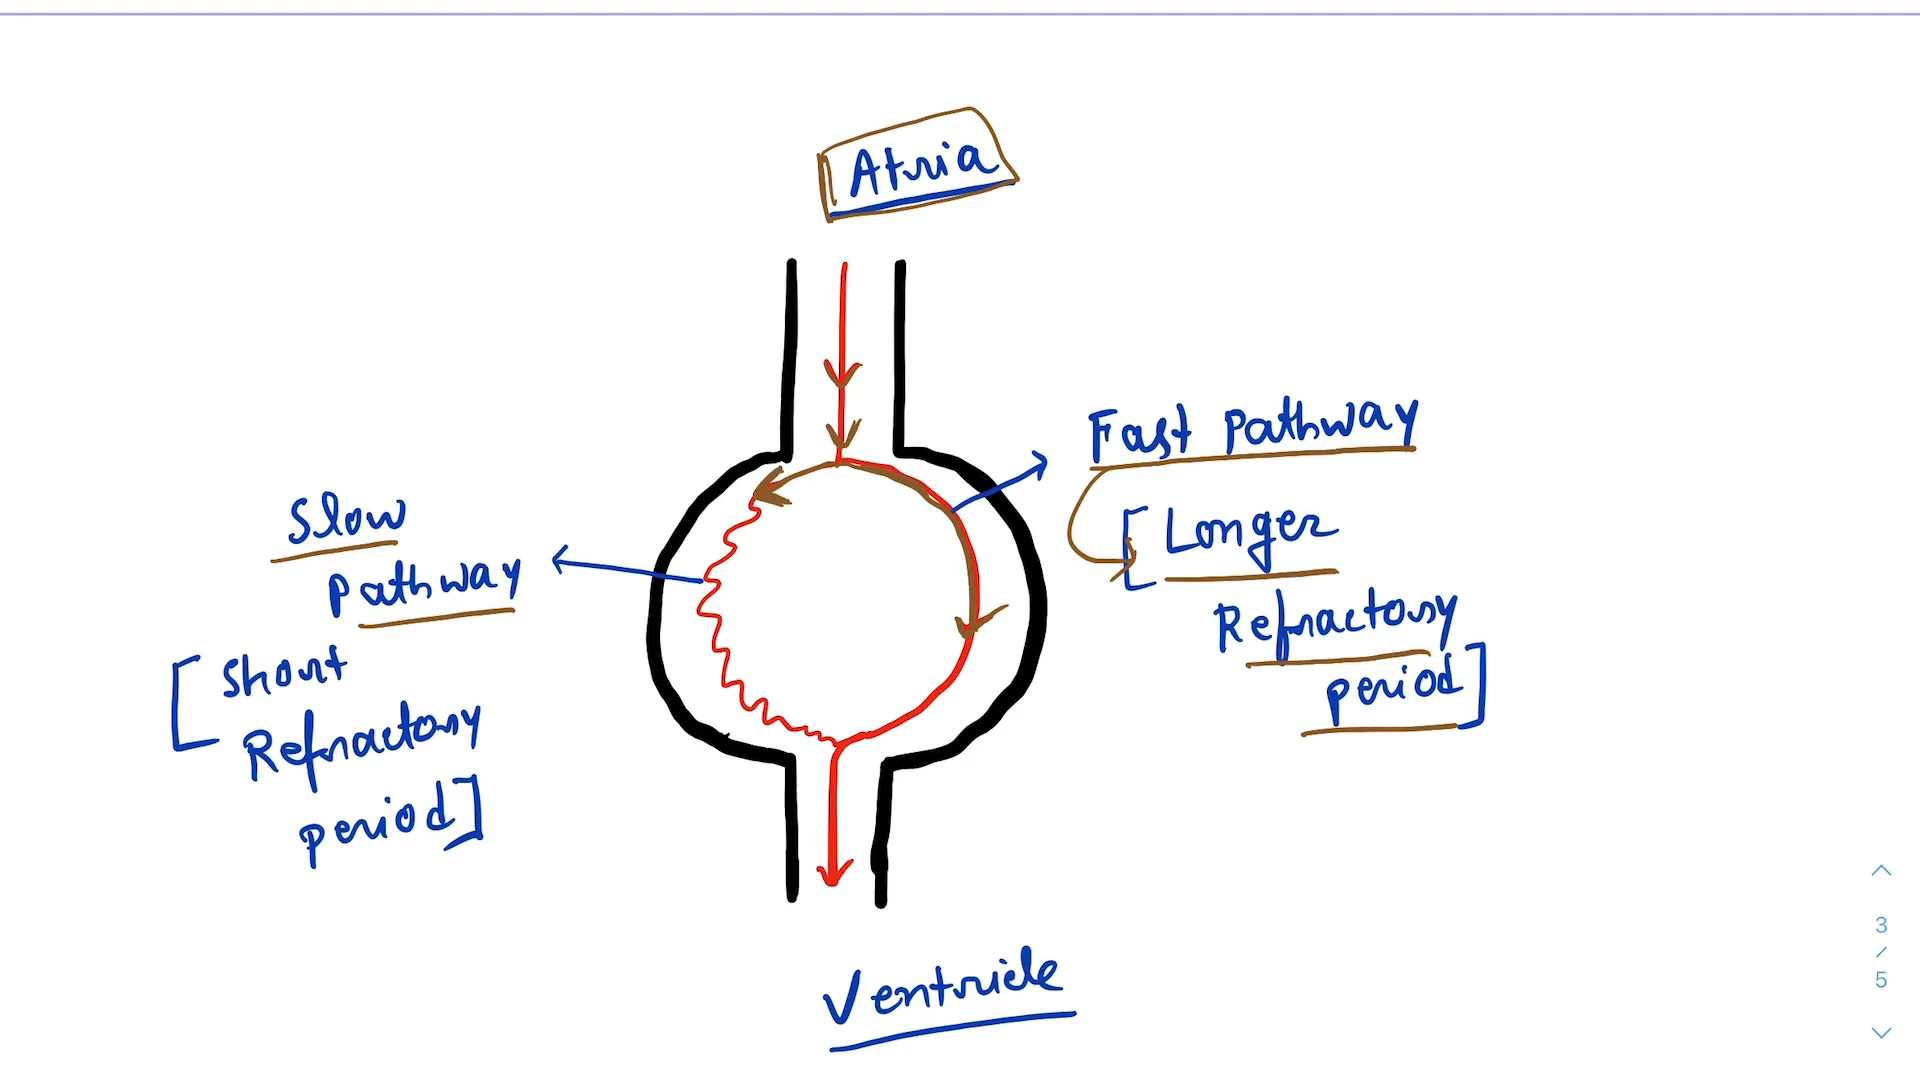 Atria
Fast Pathway
[Longer
Refractory
period]
Slow
Pathway
[Short
Refractory
period]
Ventricle
3
/
5